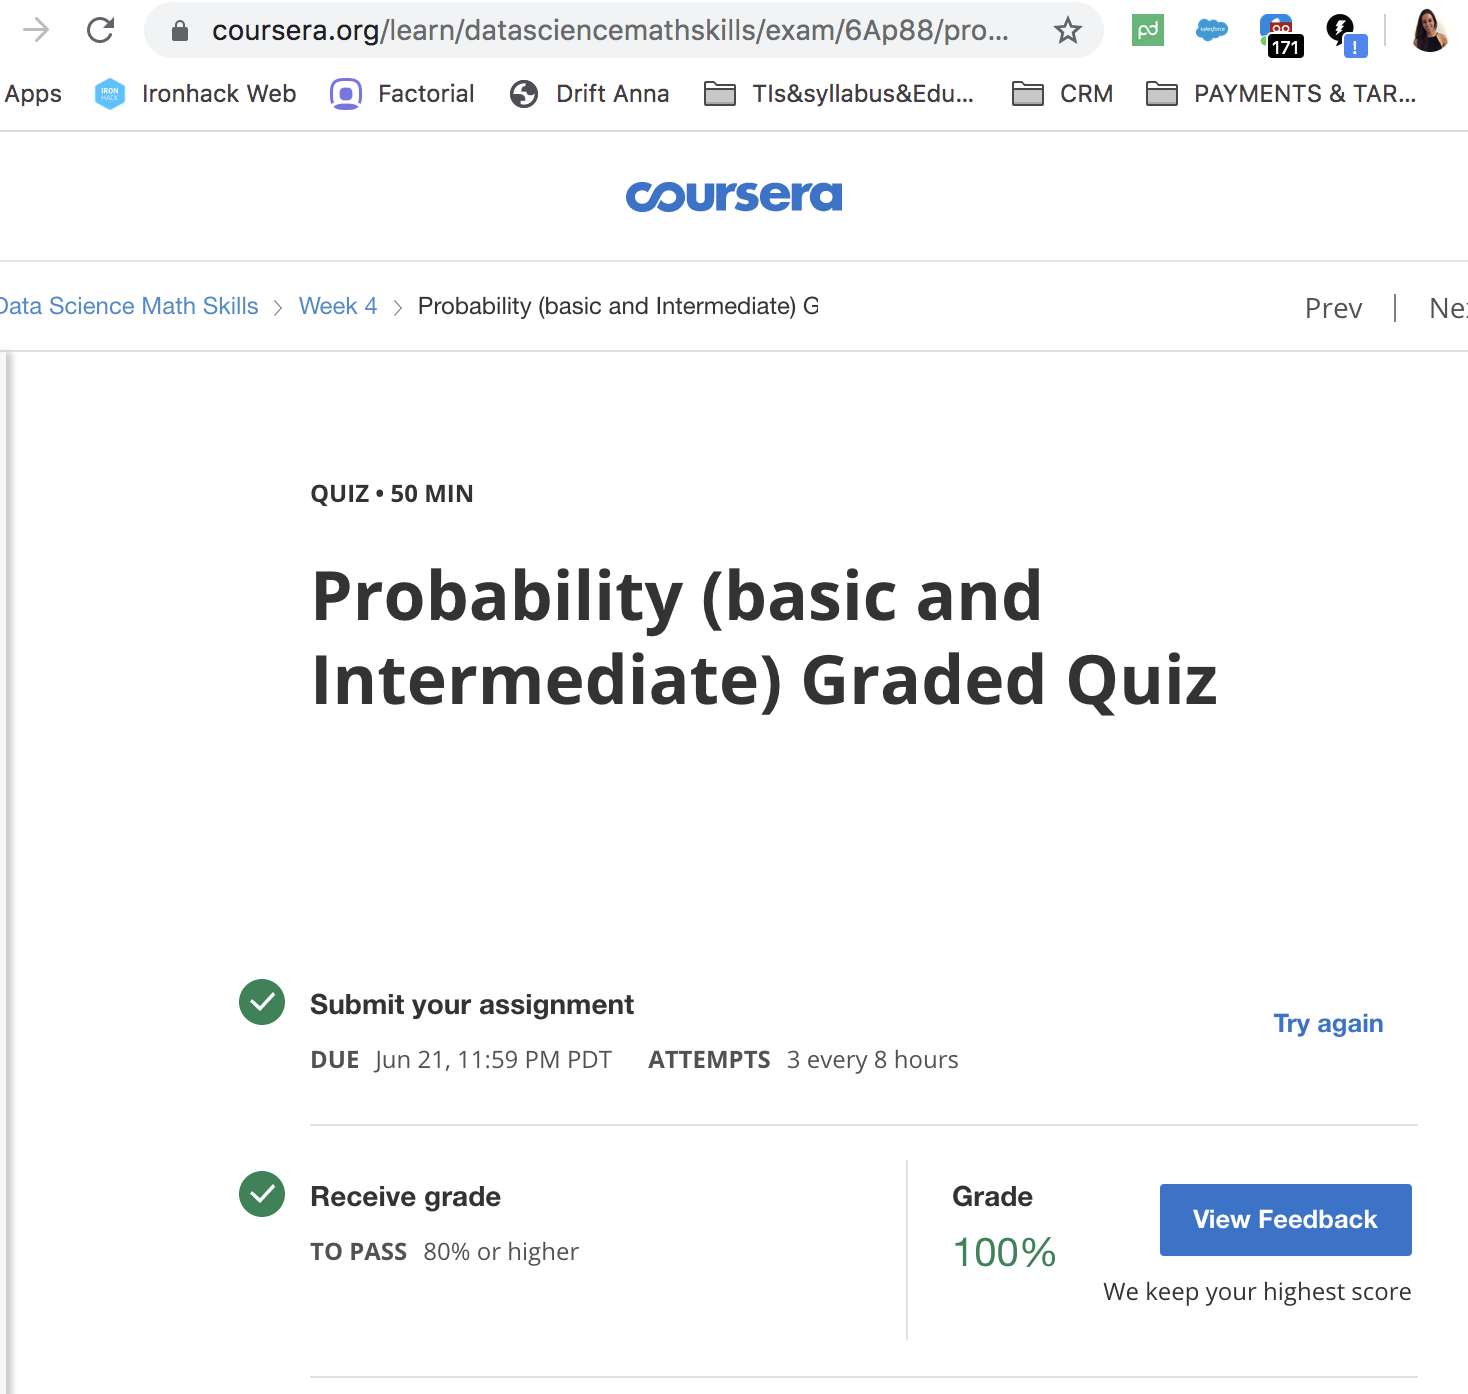 coursera.org/learn/datasciencemathskills/exam/6Ap88/pro...
pd
salesforce
171
!
Apps
IRON
HACK
Ironhack Web
Factorial
Drift Anna
TIs&syllabus&Edu...
CRM
PAYMENTS & TAR...
coursera
Data Science Math Skills > Week 4 > Probability (basic and Intermediate) G
Prev | Nex
QUIZ • 50 MIN
Probability (basic and
Intermediate) Graded Quiz
Submit your assignment
Try again
DUE Jun 21, 11:59 PM PDT ATTEMPTS 3 every 8 hours
Receive grade
TO PASS 80% or higher
Grade
100%
View Feedback
We keep your highest score